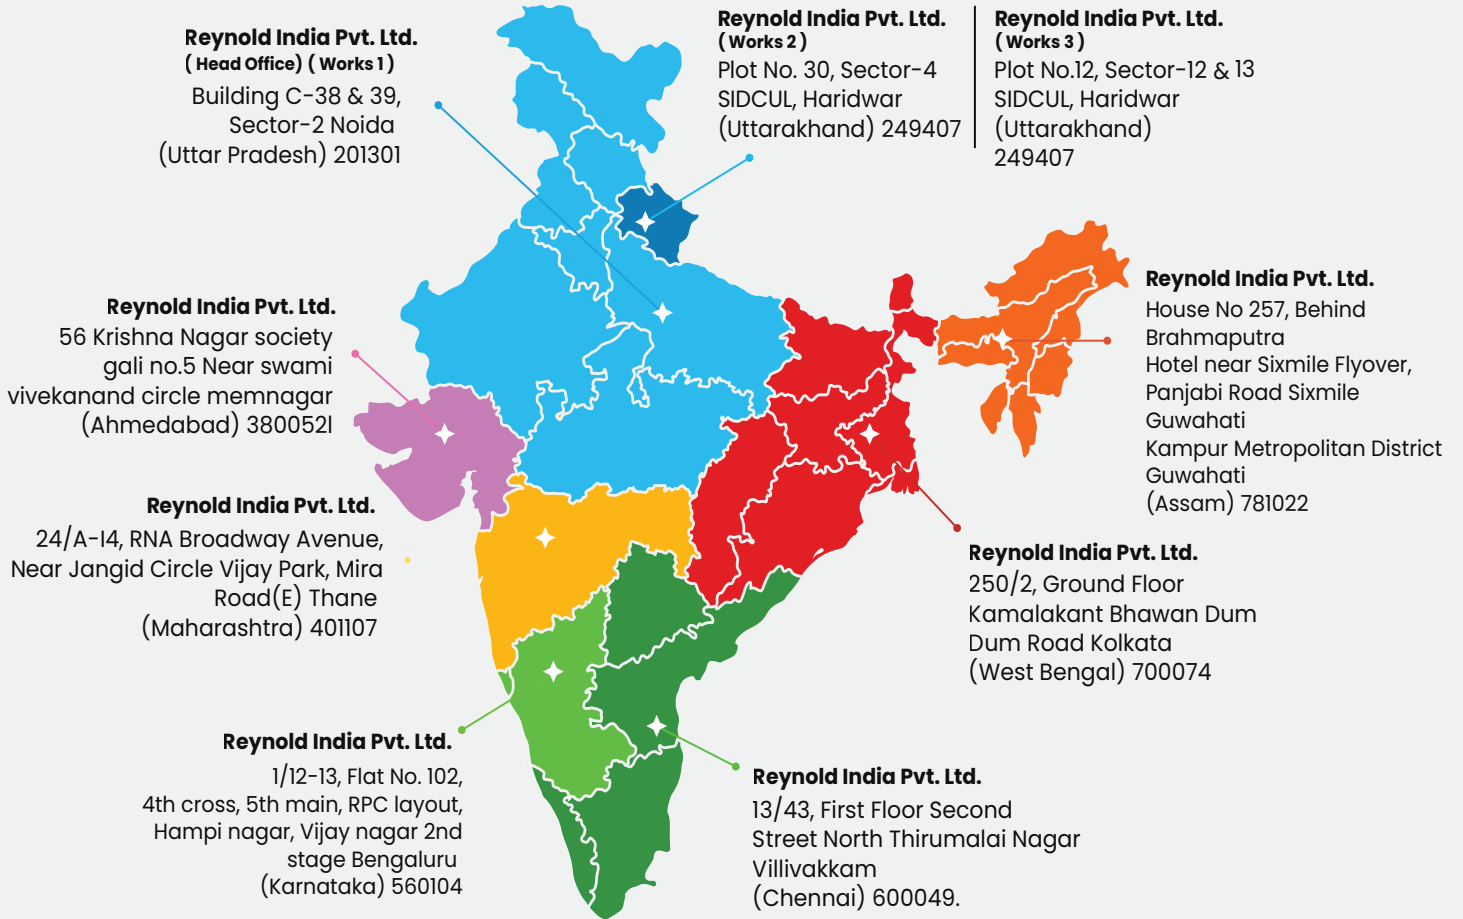 Reynold India Pvt. Ltd.
( Head Office) ( Works 1 )
Building C-38 & 39,
Sector-2 Noida
(Uttar Pradesh) 201301
Reynold India Pvt. Ltd.
( Works 2 )
Plot No. 30, Sector-4
SIDCUL, Haridwar
(Uttarakhand) 249407
Reynold India Pvt. Ltd.
( Works 3 )
Plot No.12, Sector-12 & 13
SIDCUL, Haridwar
(Uttarakhand)
249407
Reynold India Pvt. Ltd.
House No 257, Behind
Brahmaputra
Hotel near Sixmile Flyover,
Panjabi Road Sixmile
Guwahati
Kampur Metropolitan District
Guwahati
(Assam) 781022
Reynold India Pvt. Ltd.
56 Krishna Nagar society
gali no.5 Near swami
vivekanand circle memnagar
(Ahmedabad) 380052l
Reynold India Pvt. Ltd.
24/A-14, RNA Broadway Avenue,
Near Jangid Circle Vijay Park, Mira
Road(E) Thane
(Maharashtra) 401107
Reynold India Pvt. Ltd.
250/2, Ground Floor
Kamalakant Bhawan Dum
Dum Road Kolkata
(West Bengal) 700074
Reynold India Pvt. Ltd.
1/12-13, Flat No. 102,
4th cross, 5th main, RPC layout,
Hampi nagar, Vijay nagar 2nd
stage Bengaluru
(Karnataka) 560104
Reynold India Pvt. Ltd.
13/43, First Floor Second
Street North Thirumalai Nagar
Villivakkam
(Chennai) 600049.